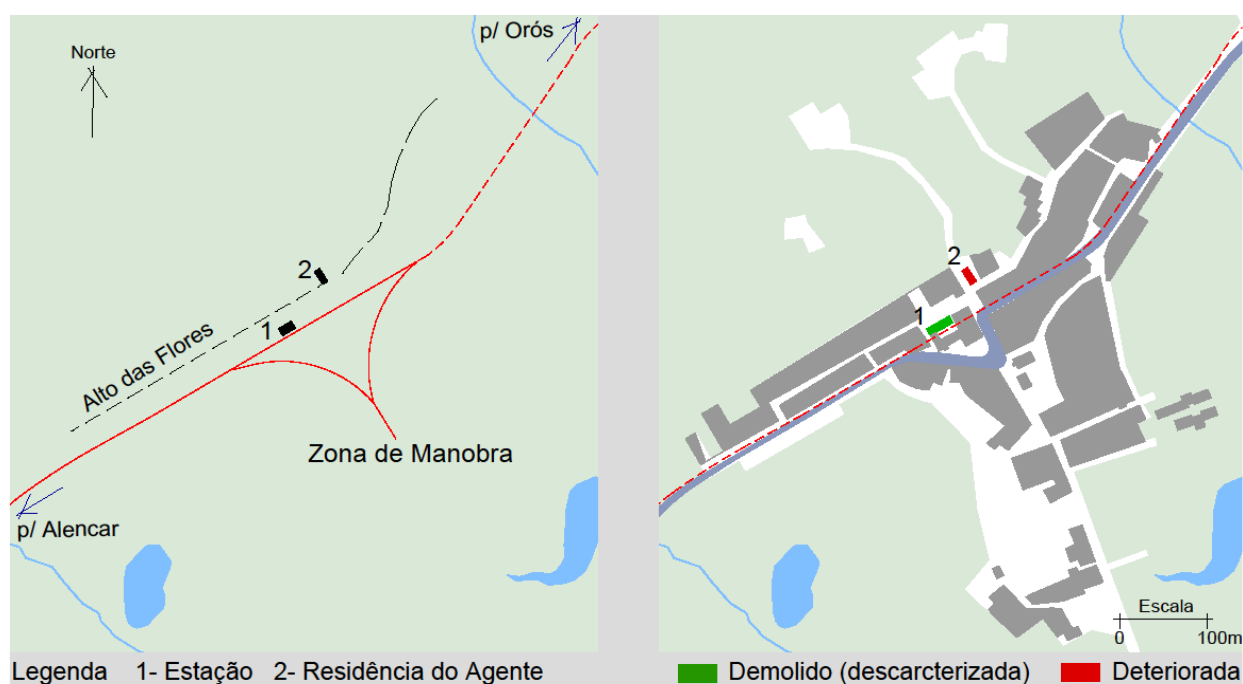 p/ Orós
Norte
2
1
Alto das Flores
Zona de Manobra
p/ Alencar
2
1
Escala
0 100m
Legenda 1- Estação 2- Residência do Agente
Demolido (descarcterizada) Deteriorada